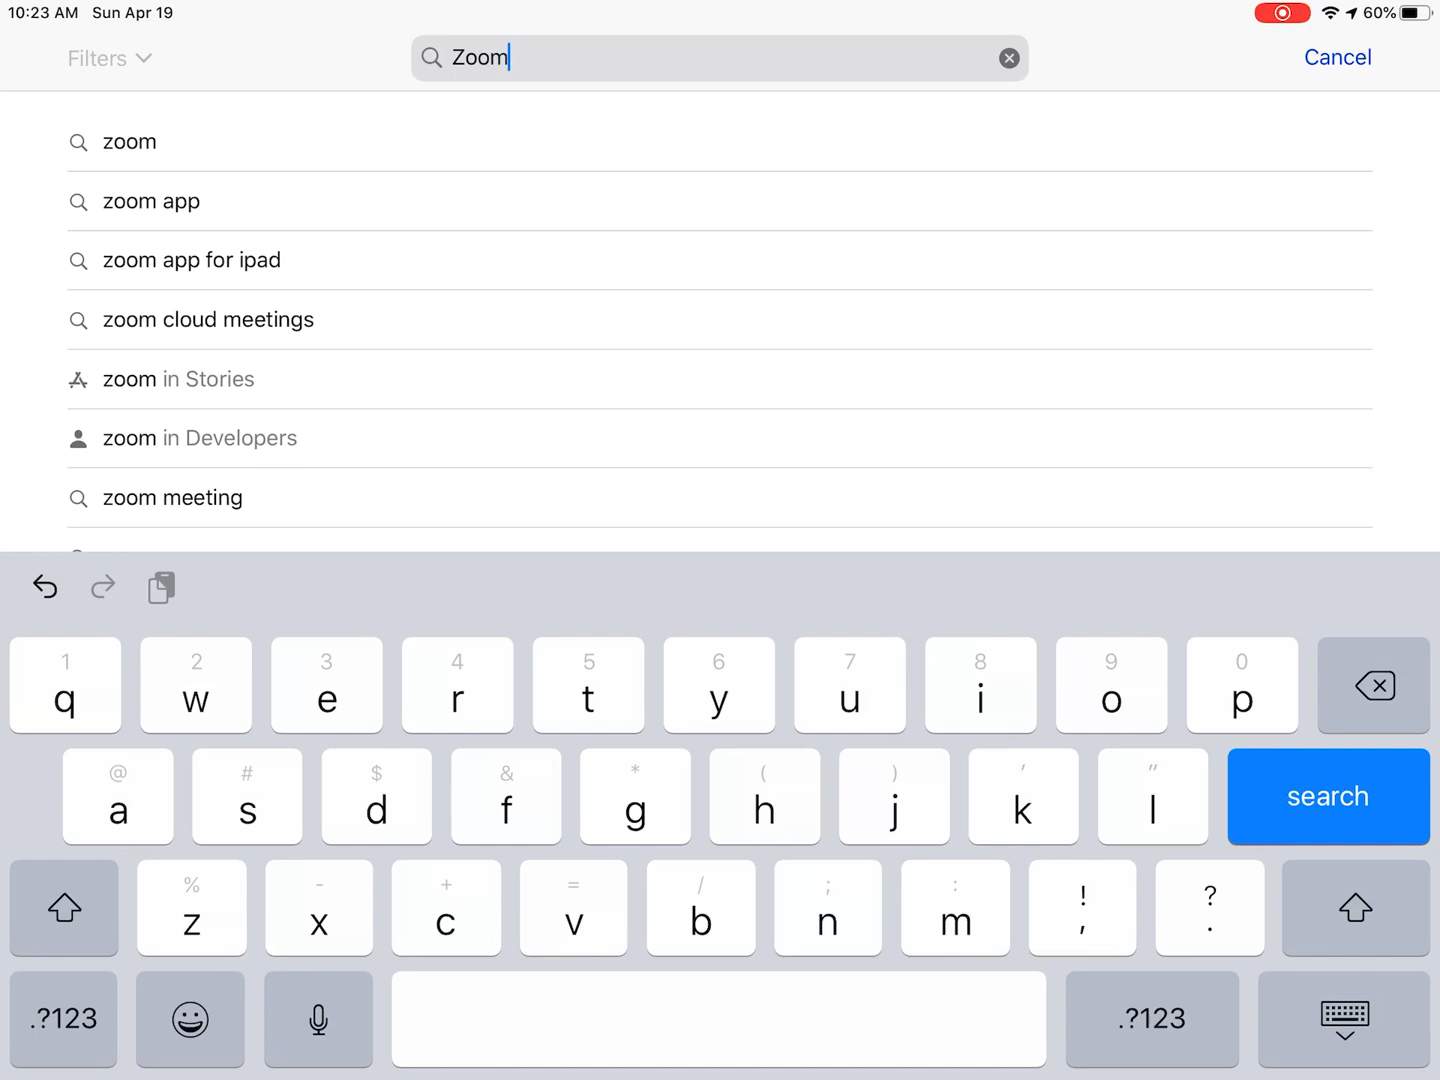 10:23 AM Sun Apr 19 60%
Filters Zoom Cancel
zoom
zoom app
zoom app for ipad
zoom cloud meetings
zoom in Stories
zoom in Developers
zoom meeting
1 2 3 4 5 6 7 8 9 0
q w e r t y u i o p
@ # $ & * ( ) ' "
a s d f g h j k l search
% - + = / ; : ! ?
z x c v b n m , .
.?123 .?123